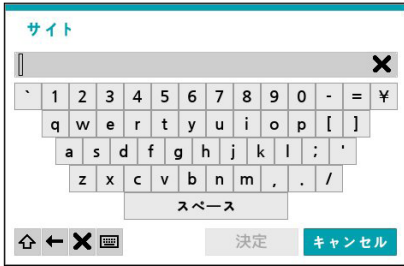 サイト
` 1 2 3 4 5 6 7 8 9 0 - = ¥
q w e r t y u i o p [ ]
a s d f g h j k l ; '
z x c v b n m , . /
スペース
決定 キャンセル